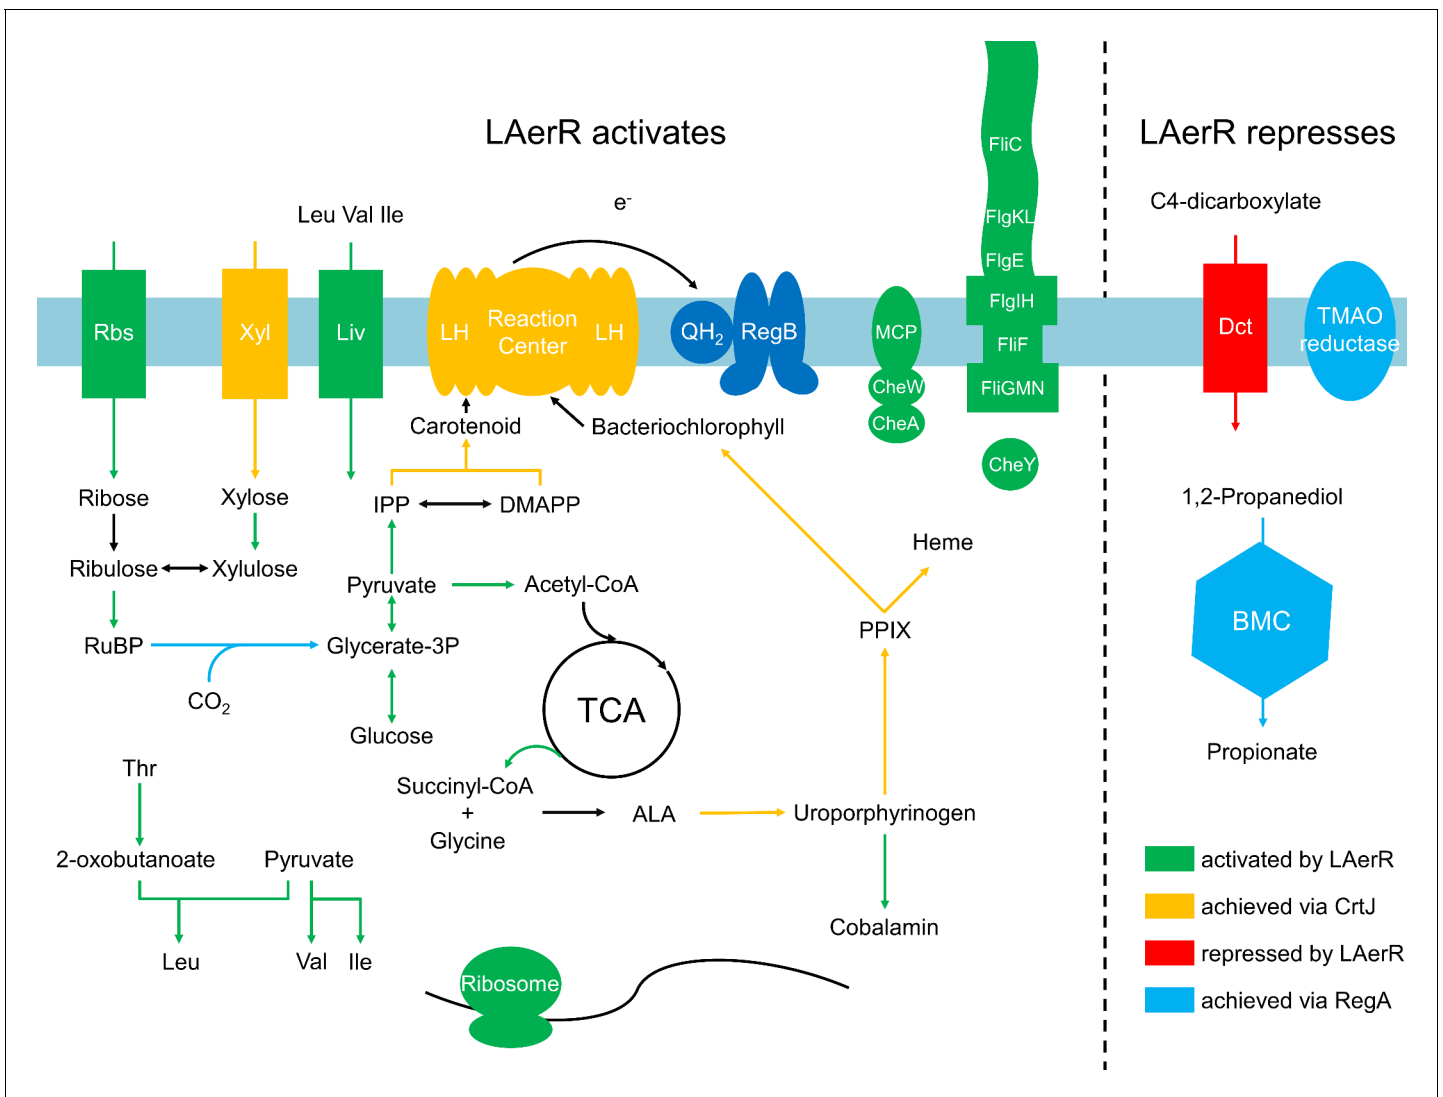 LAerR activates
LAerR represses
FliC
C4-dicarboxylate
e-
Leu Val Ile
FlgKL
FlgE
Rbs
Xyl
Liv
LH
Reaction
Center
LH
QH2
RegB
MCP
FlgIH
FliF
Dct
TMAO
reductase
CheW
FliGMN
CheA
Carotenoid
Bacteriochlorophyll
CheY
Ribose
Xylose
IPP
DMAPP
1,2-Propanediol
Heme
Ribulose
Xylulose
Pyruvate
Acetyl-CoA
BMC
RuBP
Glycerate-3P
PPIX
CO2
TCA
Glucose
Propionate
Thr
Succinyl-CoA
+
Glycine
ALA
Uroporphyrinogen
2-oxobutanoate
Pyruvate
activated by LAerR
achieved via CrtJ
Cobalamin
Leu
Val
Ile
repressed by LAerR
Ribosome
achieved via RegA